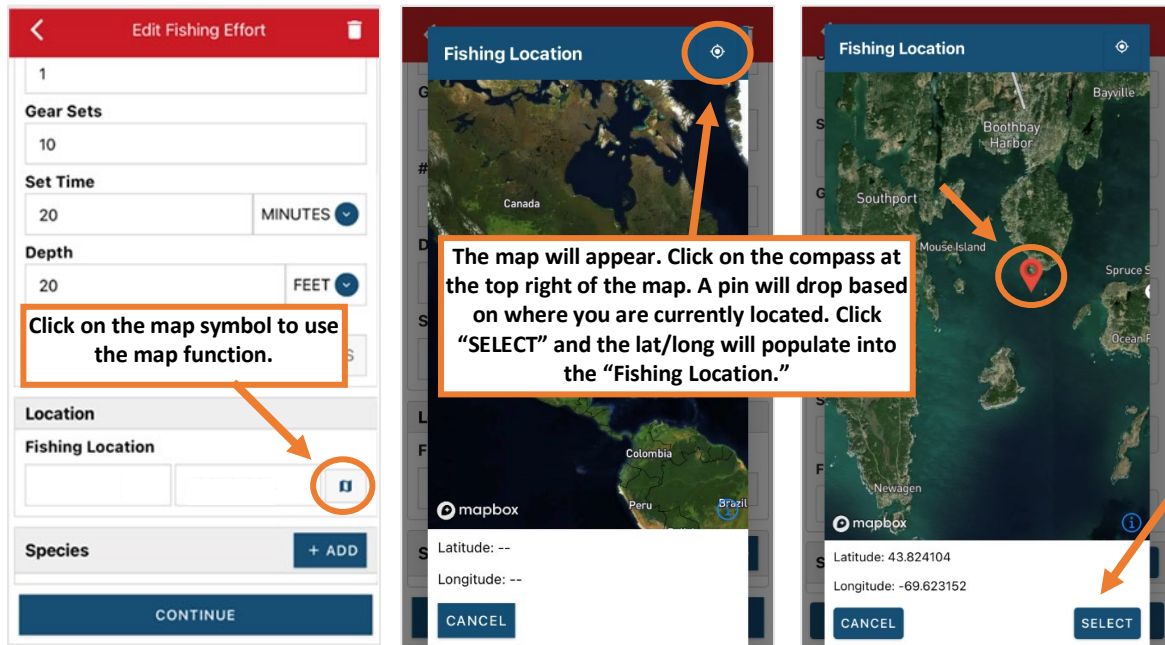 Edit Fishing Effort
1
Gear Sets
10
Set Time
20
MINUTES
Depth
20
FEET
Click on the map symbol to use
the map function.
S
Location
Fishing Location
Species
+ ADD
CONTINUE
Fishing Location
G
#
Canada
D
The map will appear. Click on the compass at
the top right of the map. A pin will drop based
on where you are currently located. Click
“SELECT” and the lat/long will populate into
the “Fishing Location.”
S
L
F
Colombia
Peru
Brazil
mapbox
S
Latitude: --
Longitude: --
CANCEL
Fishing Location
Bayville
Boothbay
Harbor
S
G
Southport
Mouse Island
Spruce S
Ocean P
S
F
Newagen
mapbox
S
Latitude: 43.824104
Longitude: -69.623152
CANCEL
SELECT